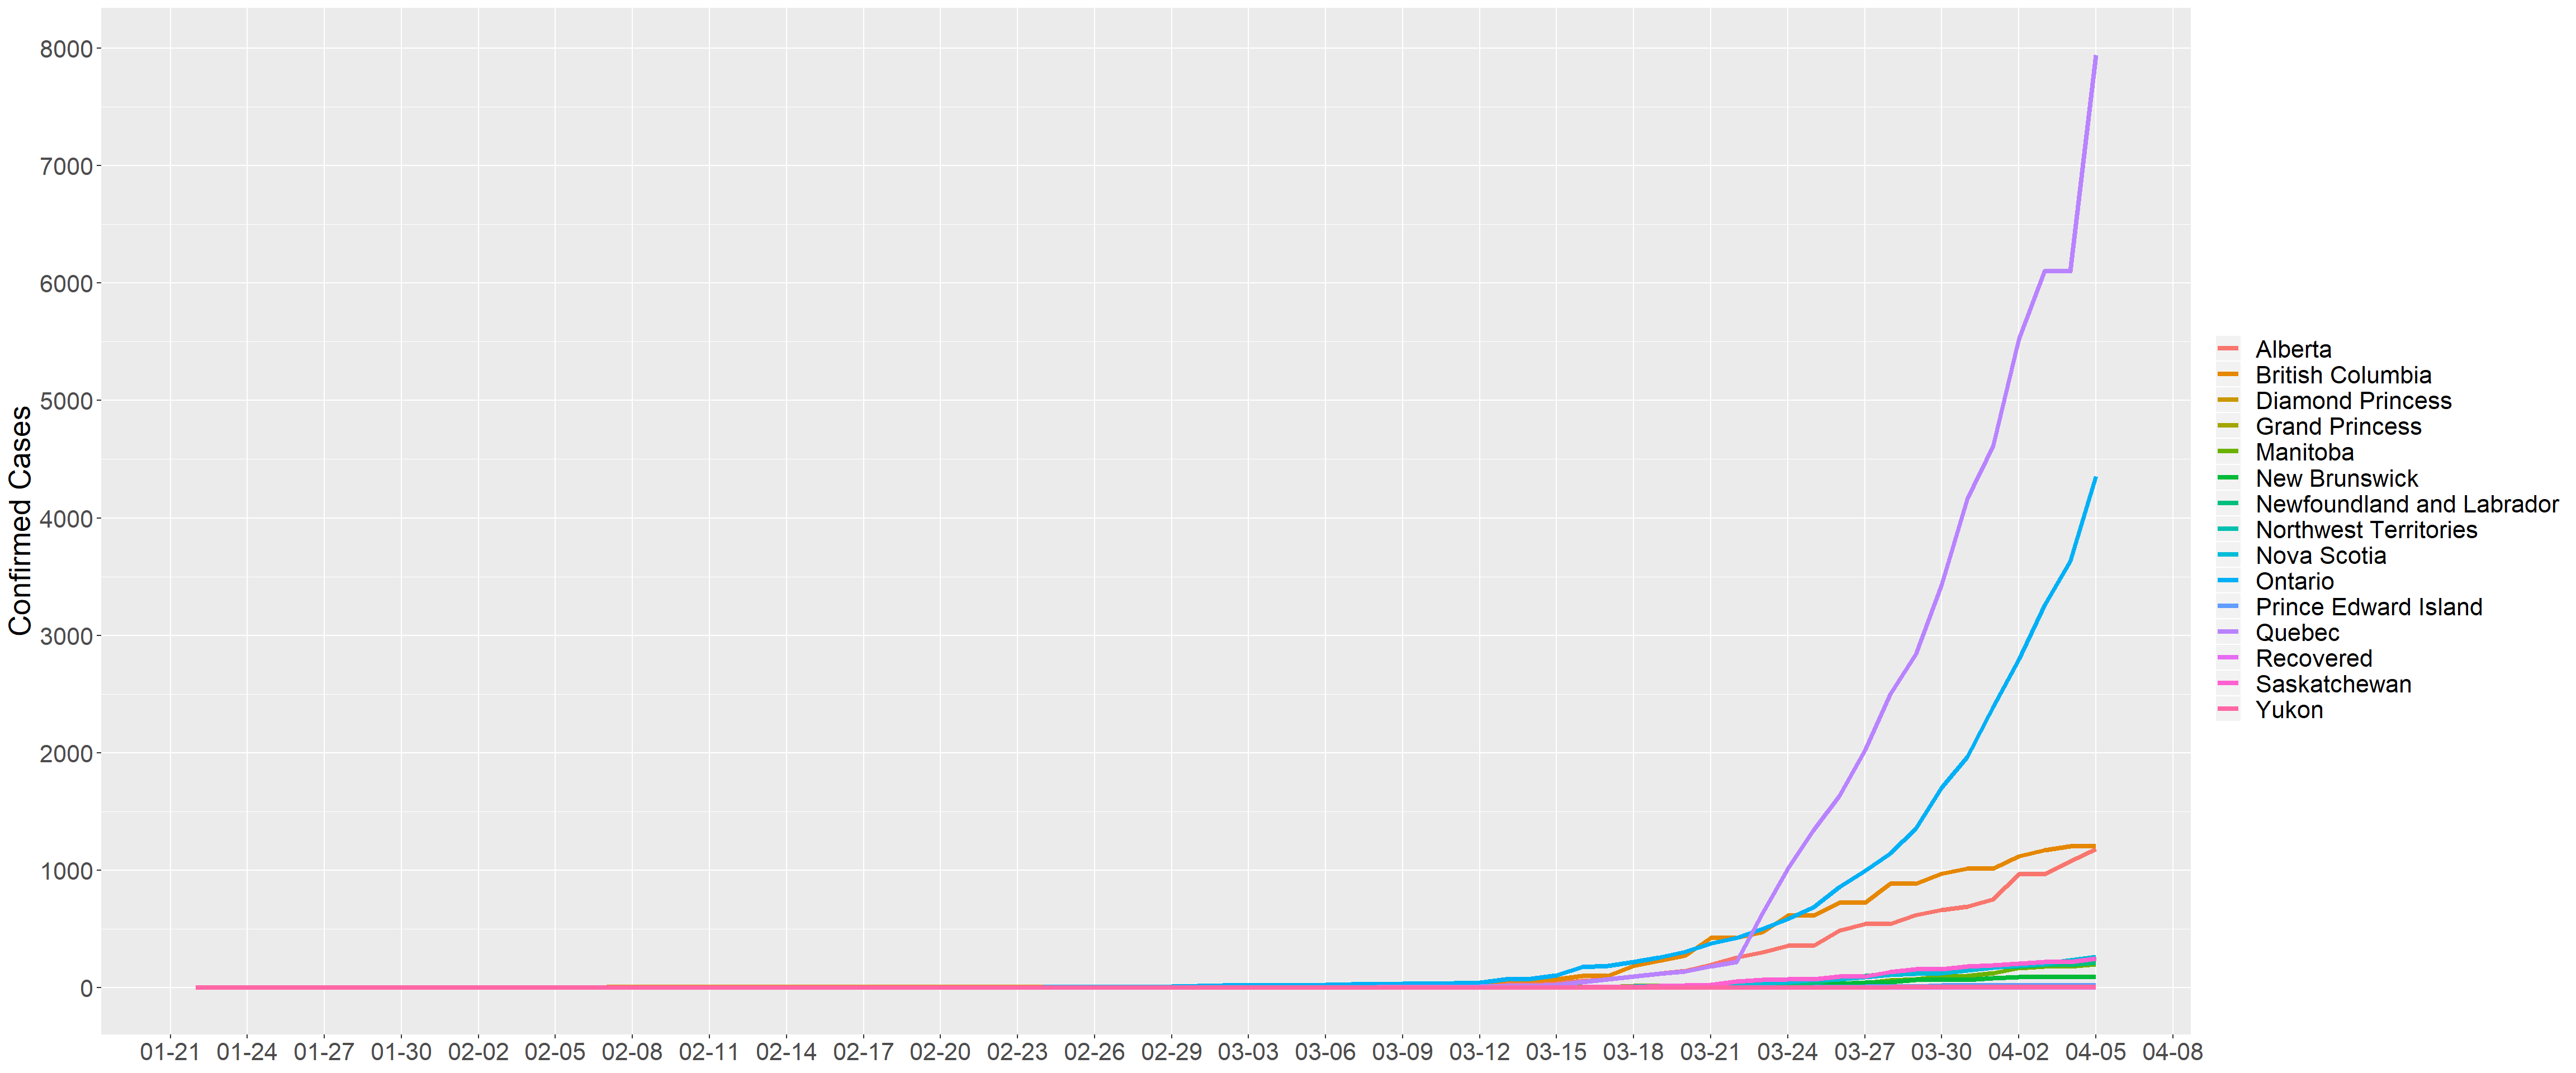 Confirmed Cases
8000
7000
6000
5000
4000
3000
2000
1000
0
01-21 01-24 01-27 01-30 02-02 02-05 02-08 02-11 02-14 02-17 02-20 02-23 02-26 02-29 03-03 03-06 03-09 03-12 03-15 03-18 03-21 03-24 03-27 03-30 04-02 04-05 04-08
Alberta
British Columbia
Diamond Princess
Grand Princess
Manitoba
New Brunswick
Newfoundland and Labrador
Northwest Territories
Nova Scotia
Ontario
Prince Edward Island
Quebec
Recovered
Saskatchewan
Yukon